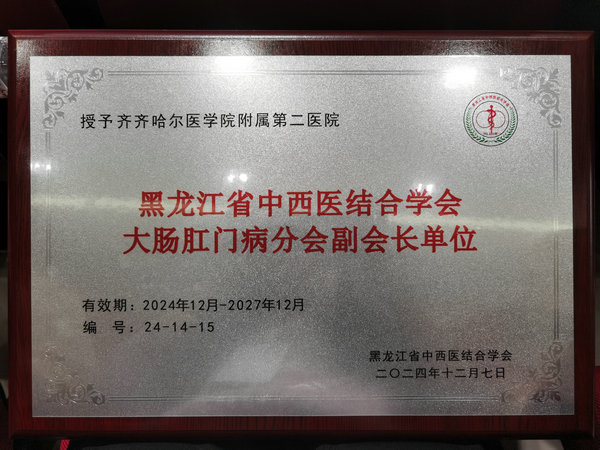 授予齐齐哈尔医学院附属第二医院
黑龙江省中西医结合学会
大肠肛门病分会副会长单位
有效期：2024年12月-2027年12月
编 号：24-14-15
黑龙江省中西医结合学会
二〇二四年十二月七日